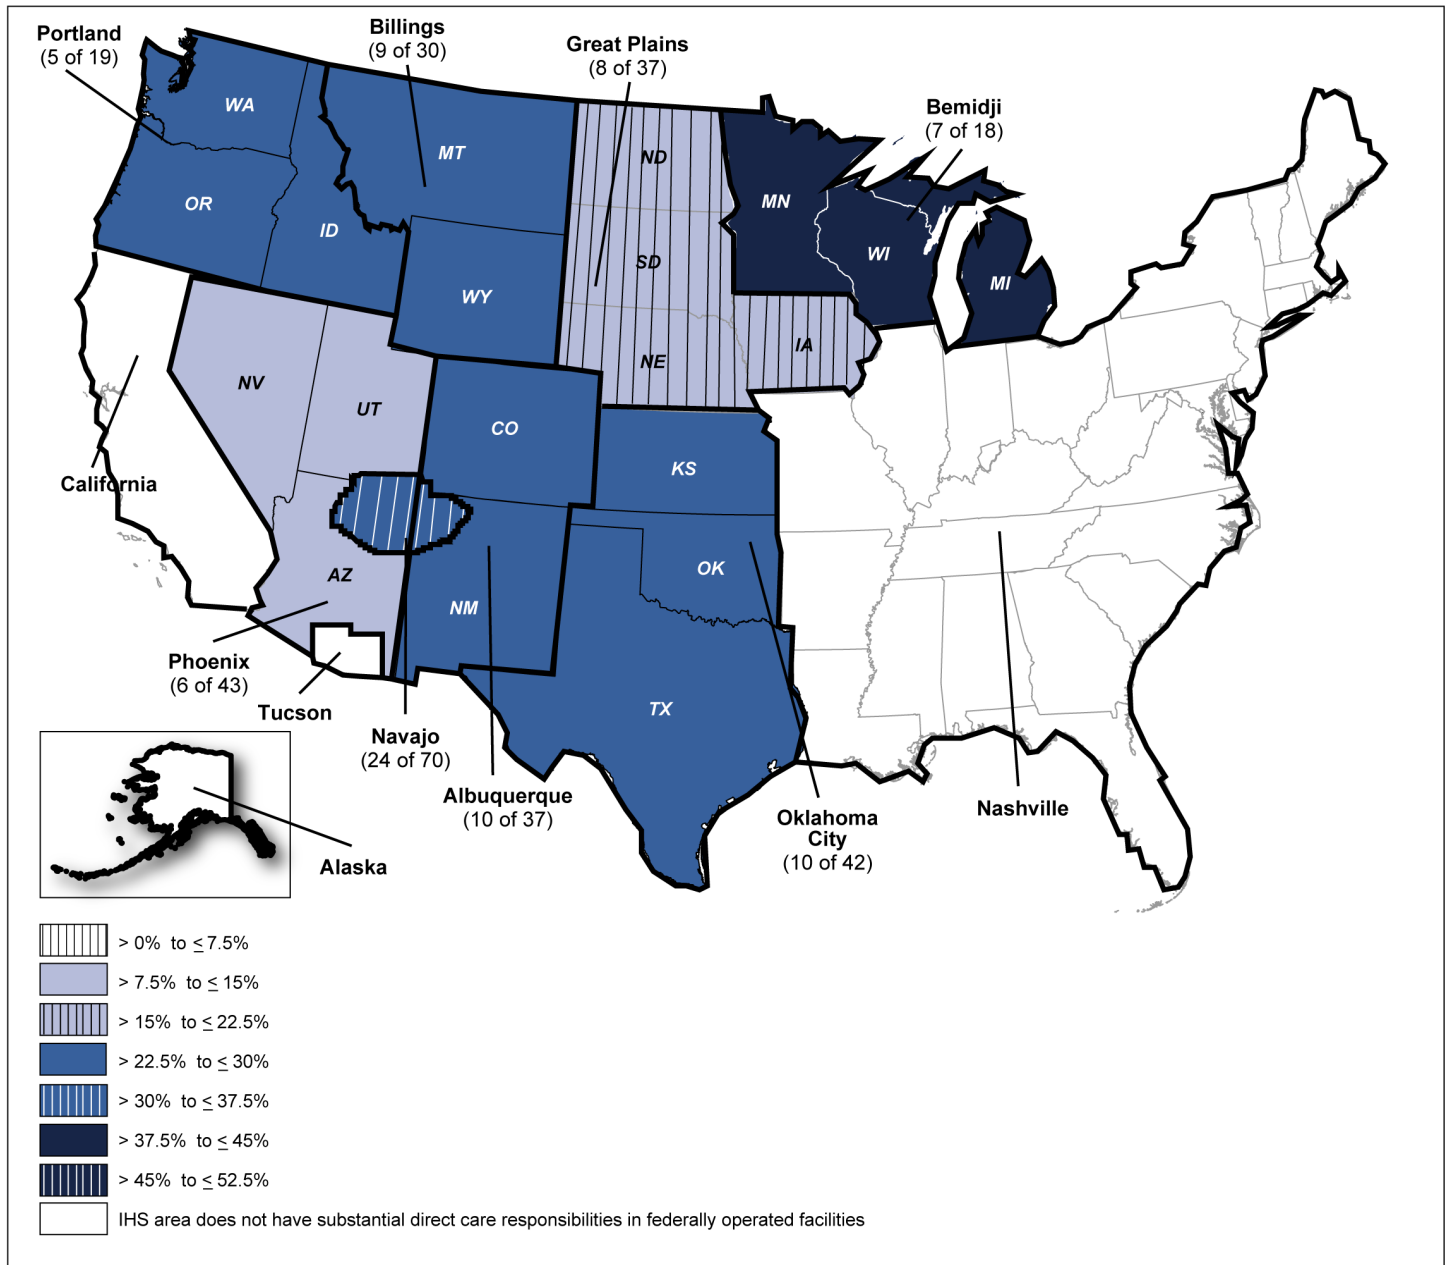 Portland
(5 of 19)
Billings
(9 of 30)
Great Plains
(8 of 37)
Bemidji
(7 of 18)
WA
MT
ND
MN
OR
ID
SD
WI
MI
WY
NE
IA
NV
UT
CO
KS
California
AZ
NM
OK
TX
Phoenix
(6 of 43)
Tucson
Navajo
(24 of 70)
Albuquerque
(10 of 37)
Oklahoma
City
(10 of 42)
Nashville
Alaska
> 0% to ≤ 7.5%
> 7.5% to ≤ 15%
> 15% to ≤ 22.5%
> 22.5% to ≤ 30%
> 30% to ≤ 37.5%
> 37.5% to ≤ 45%
> 45% to ≤ 52.5%
IHS area does not have substantial direct care responsibilities in federally operated facilities